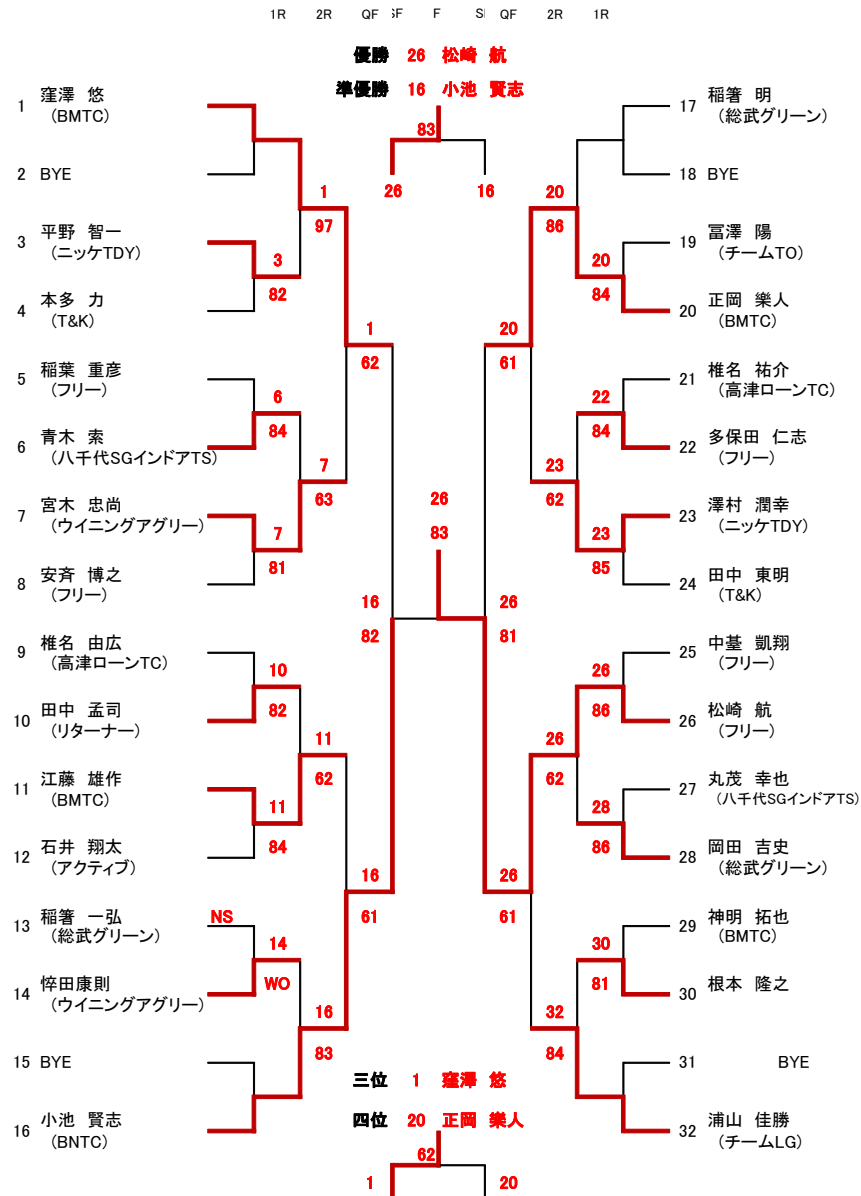 1R 2R QF SF F SI QF 2R 1R
優勝 26 松崎 航
準優勝 16 小池 賢志
83
26 16
1 窪澤 悠
(BMTC)
2 BYE
1
97
3 平野 智一
(ニッケTDY)
3
82
4 本多 力
(T&K)
1
62
5 稲葉 重彦
(フリー)
6
84
6 青木 索
(八千代SGインドアTS)
7
63
7 宮木 忠尚
(ウイニングアグリー)
7
81
8 安斉 博之
(フリー)
16
82
9 椎名 由広
(高津ローンTC)
10
82
10 田中 孟司
(リターナー)
11
62
11 江藤 雄作
(BMTC)
11
84
12 石井 翔太
(アクティブ)
16
61
13 稲箸 一弘
(総武グリーン)
NS
14
WO
14 悴田康則
(ウイニングアグリー)
16
83
15 BYE
16 小池 賢志
(BNTC)
26
83
17 稲箸 明
(総武グリーン)
18 BYE
20
86
19 冨澤 陽
(チームTO)
20
84
20 正岡 樂人
(BMTC)
20
61
21 椎名 祐介
(高津ローンTC)
22
84
22 多保田 仁志
(フリー)
23
62
23 澤村 潤幸
(ニッケTDY)
23
85
24 田中 東明
(T&K)
26
81
25 中基 凱翔
(フリー)
26
86
26 松崎 航
(フリー)
26
62
27 丸茂 幸也
(八千代SGインドアTS)
28
86
28 岡田 吉史
(総武グリーン)
26
61
29 神明 拓也
(BMTC)
30
81
30 根本 隆之
32
84
31 BYE
32 浦山 佳勝
(チームLG)
三位 1 窪澤 悠
四位 20 正岡 樂人
62
1 20